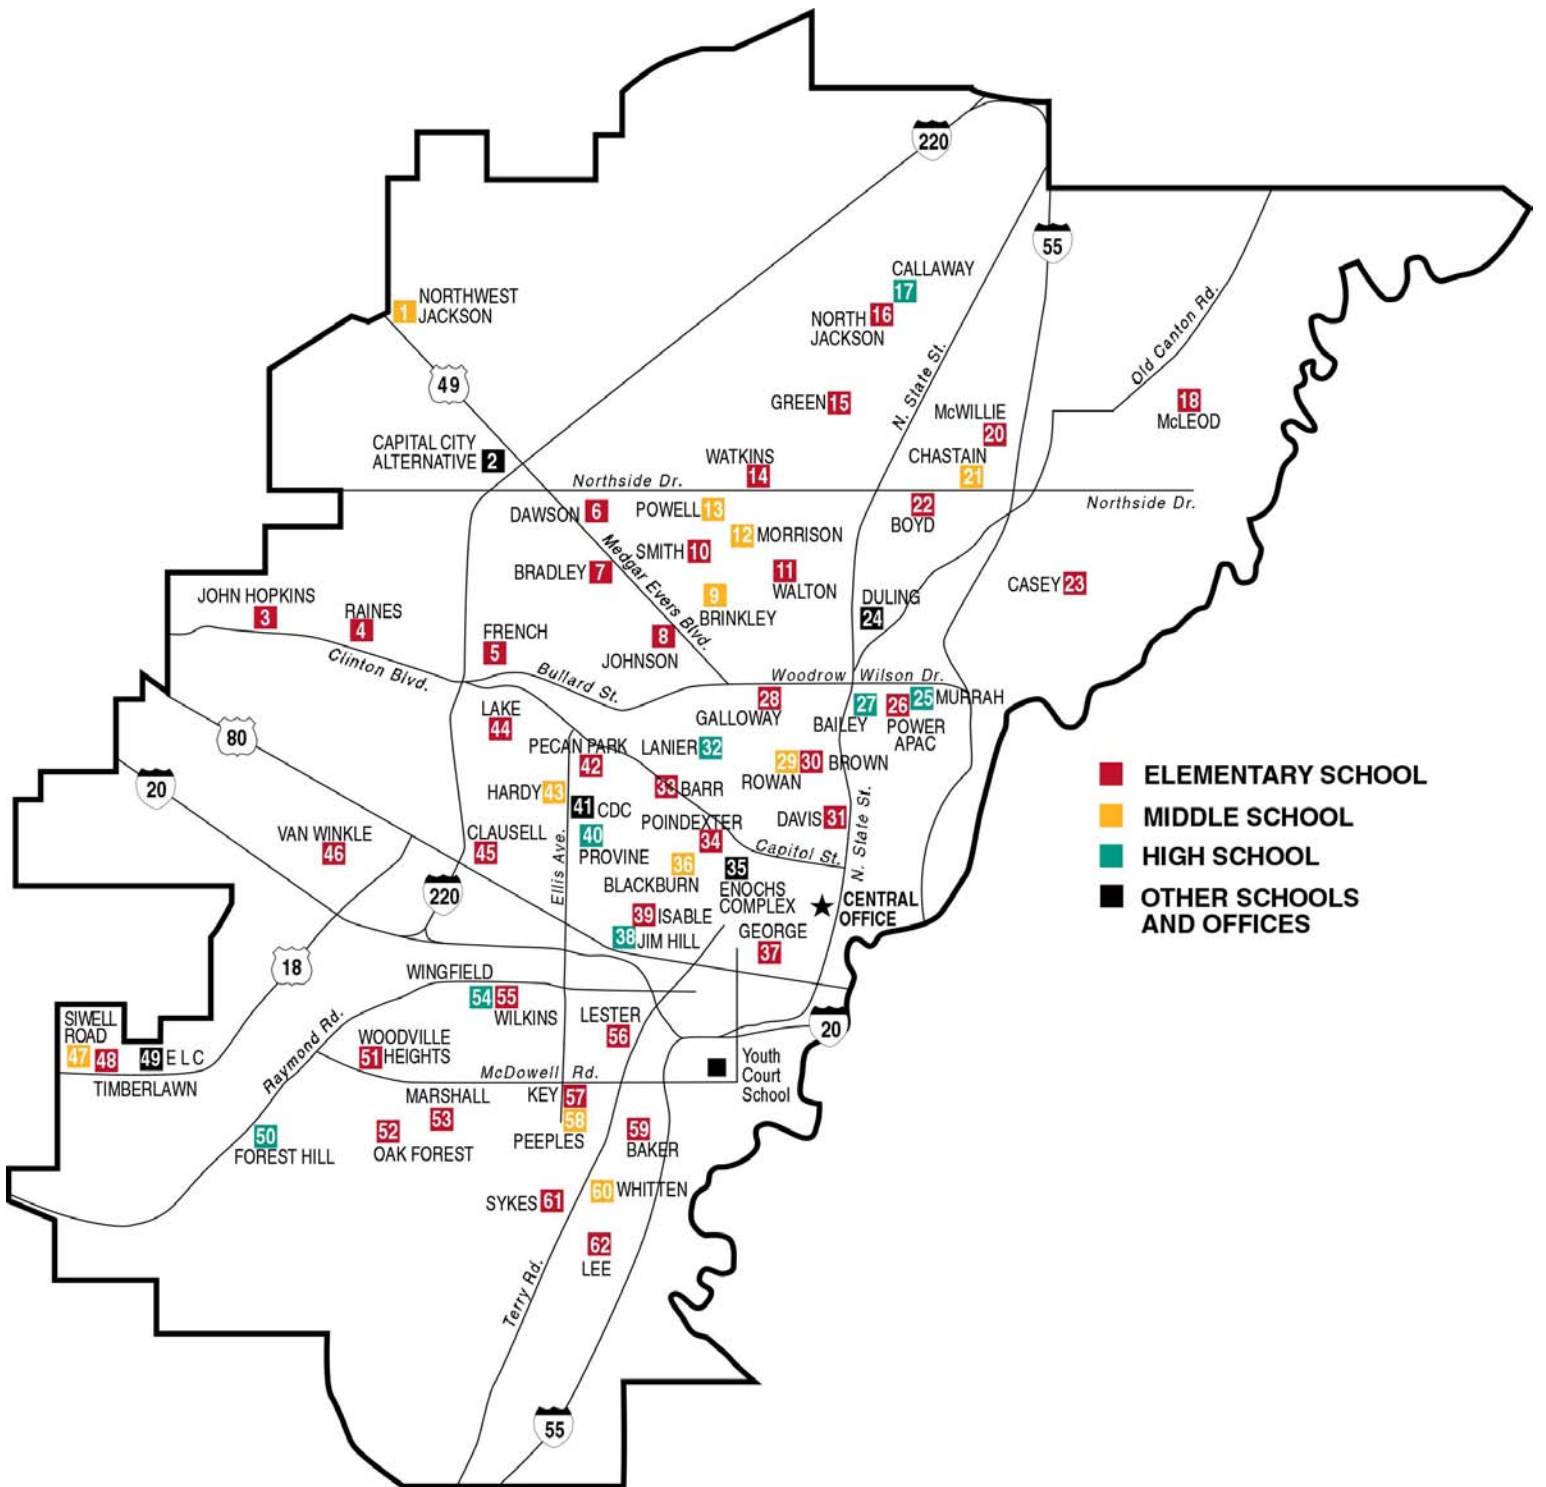 220
55
CALLAWAY
17
NORTHWEST
JACKSON
1
NORTH
JACKSON
16
49
N. State St.
Old Canton Rd.
GREEN 15
18
McLEOD
McWILLIE
20
CAPITAL CITY
ALTERNATIVE 2
WATKINS
14
CHASTAIN
21
Northside Dr.
Northside Dr.
DAWSON 6
POWELL 13
22
BOYD
12 MORRISON
Medgar Evers Blvd.
SMITH 10
BRADLEY 7
11
WALTON
CASEY 23
JOHN HOPKINS
3
RAINES
4
9
BRINKLEY
DULING
24
FRENCH
5
8
JOHNSON
Clinton Blvd.
Bullard St.
Woodrow Wilson Dr.
28
GALLOWAY
27
BAILEY
26
POWER
APAC
25 MURRAH
LAKE
44
80
PECAN PARK
42
LANIER 32
29 30 BROWN
ROWAN
20
HARDY 43
33 BARR
41 CDC
POINDEXTER
34
DAVIS 31
N. State St.
VAN WINKLE
46
CLAUSELL
45
40
PROVINE
Ellis Ave.
Capitol St.
36
BLACKBURN
35
ENOCHS
COMPLEX
220
CENTRAL
OFFICE
39 ISABLE
38 JIM HILL
GEORGE
37
18
WINGFIELD
54 55
WILKINS
LESTER
56
20
SIWELL
ROAD
47 48
TIMBERLAWN
49 ELC
Raymond Rd.
WOODVILLE
51 HEIGHTS
McDowell Rd.
Youth
Court
School
MARSHALL
53
KEY 57
58
PEEPLES
50
FOREST HILL
52
OAK FOREST
59
BAKER
SYKES 61
60 WHITTEN
62
LEE
Terry Rd.
55
ELEMENTARY SCHOOL
MIDDLE SCHOOL
HIGH SCHOOL
OTHER SCHOOLS
AND OFFICES